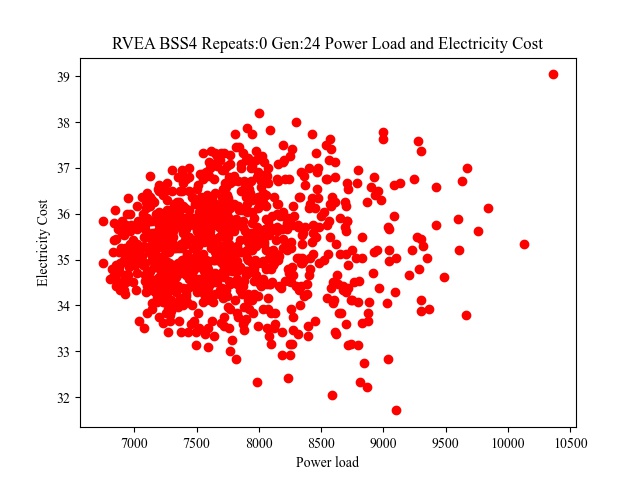 RVEA BSS4 Repeats:0 Gen:24 Power Load and Electricity Cost
39
38
37
36
35
34
33
32
Electricity Cost
7000 7500 8000 8500 9000 9500 10000 10500
Power load